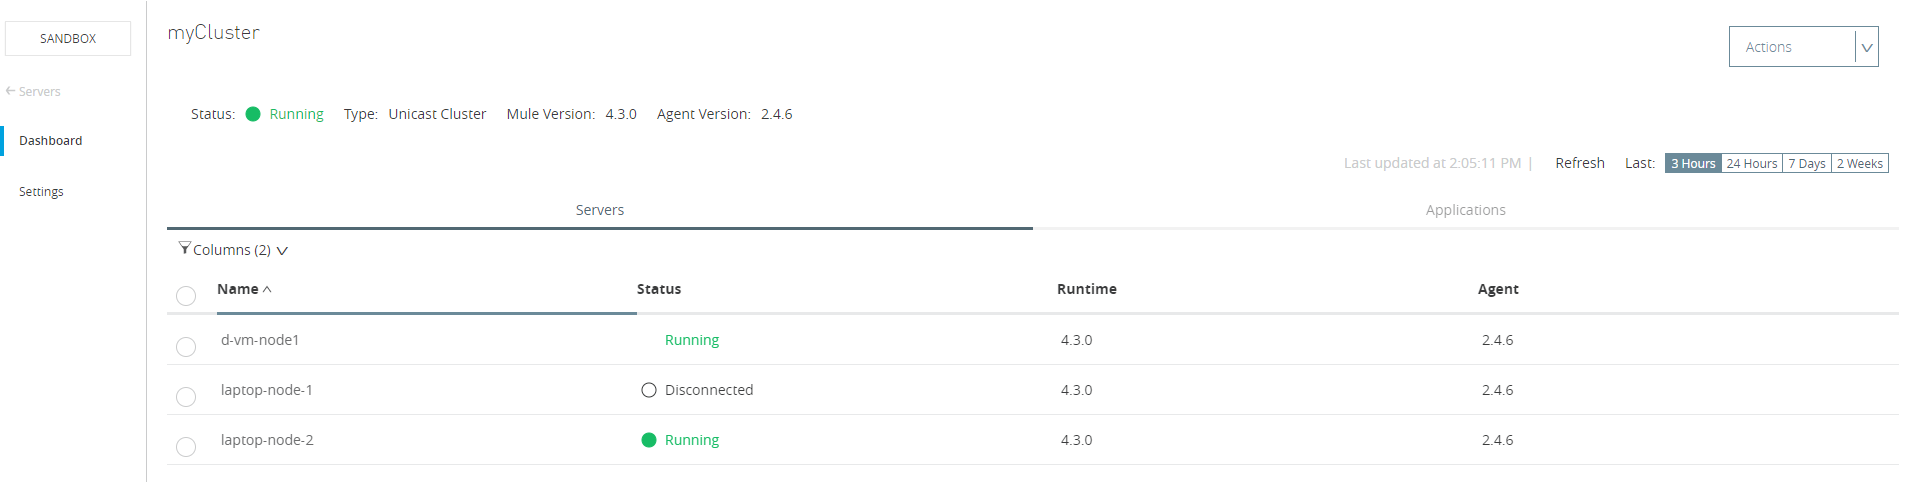 SANDBOX
Servers
Dashboard
Settings
myCluster
Actions
Status: Running Type: Unicast Cluster Mule Version: 4.3.0 Agent Version: 2.4.6
Last updated at 2:05:11 PM | Refresh Last: 3 Hours 24 Hours 7 Days 2 Weeks
Servers Applications
Columns (2)
Name Status Runtime Agent
d-vm-node1 Running 4.3.0 2.4.6
laptop-node-1 Disconnected 4.3.0 2.4.6
laptop-node-2 Running 4.3.0 2.4.6